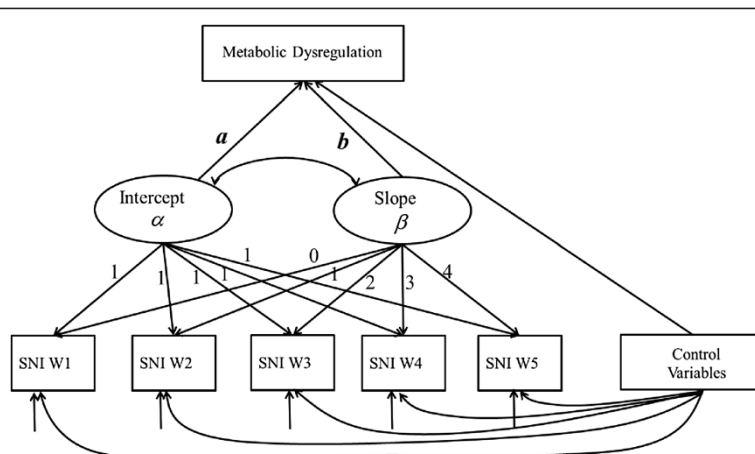 Metabolic Dysregulation
a
b
Intercept
α
Slope
β
1
1
1
1
1
0
1
2
3
4
SNI W1
SNI W2
SNI W3
SNI W4
SNI W5
Control
Variables